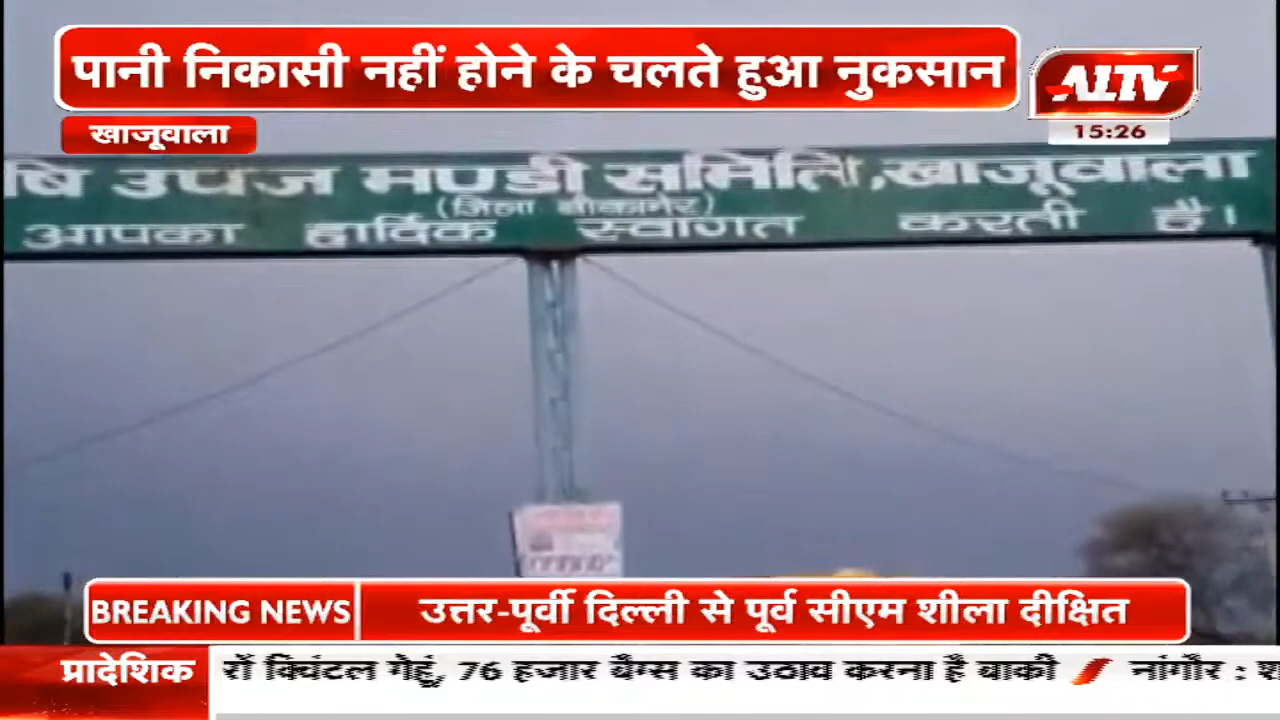 पानी निकासी नहीं होने के चलते हुआ नुकसान
ALTV
15:26
खाजूवाला
षि उपज मण्डी समिति, खाजूवाला
(जिला बीकानेर)
आपका हार्दिक स्वागत करती है।
BREAKING NEWS
उत्तर-पूर्वी दिल्ली से पूर्व सीएम शीला दीक्षित
प्रादेशिक
रों क्विंटल गेहूं, 76 हजार बैग्स का उठाव करना है बाकी
नांगौर :